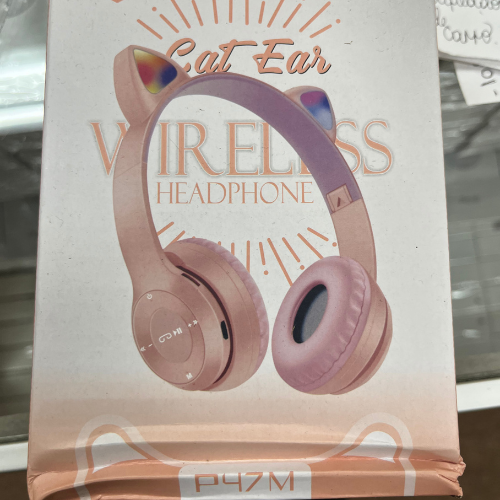 Cat Ear
WIRELESS
HEADPHONE
M
P47M